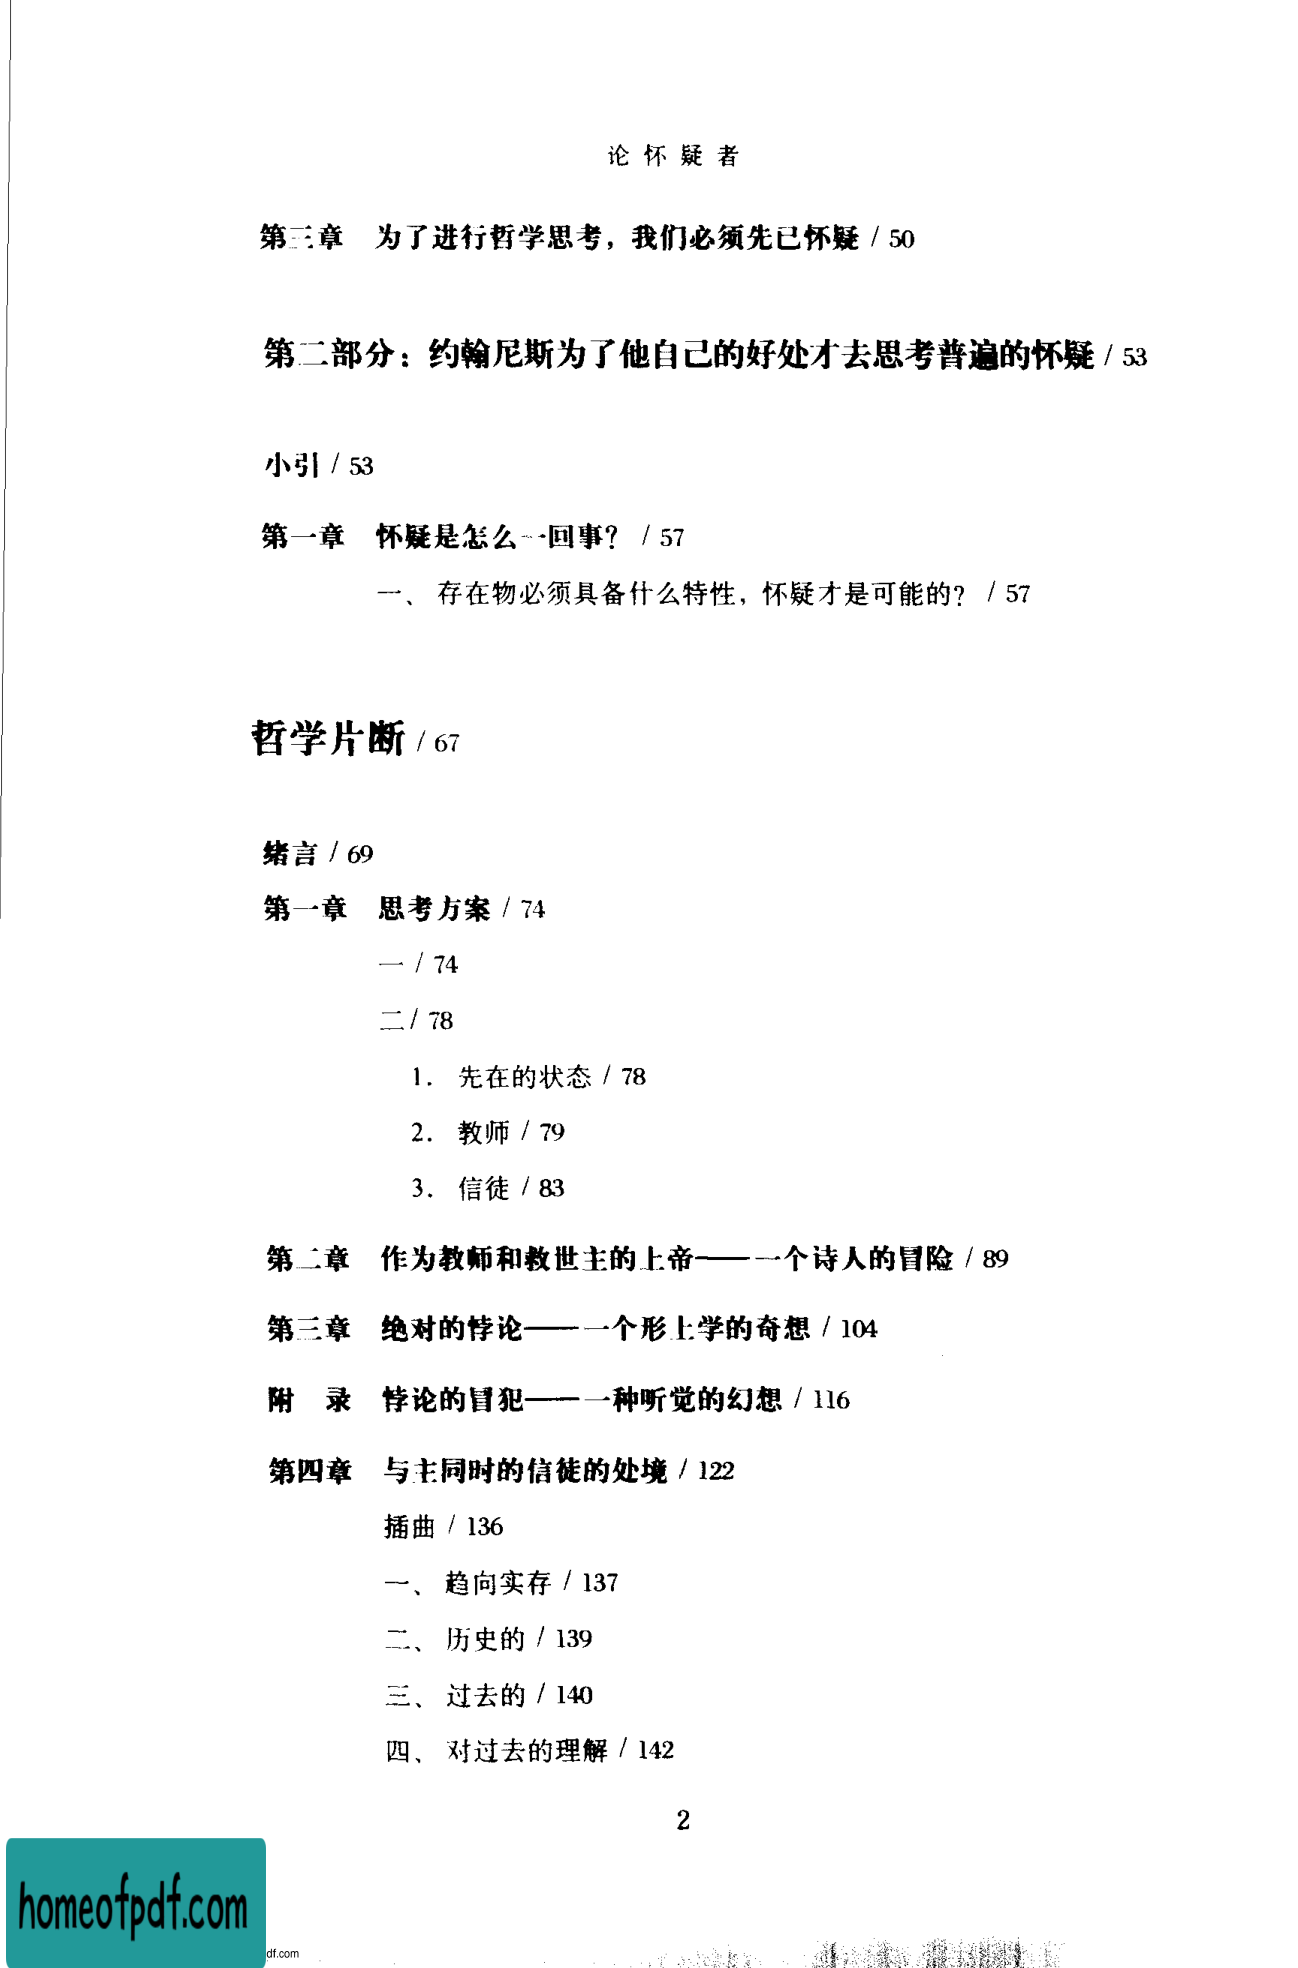 论怀疑者
第三章 为了进行哲学思考，我们必须先已怀疑 / 50
第二部分：约翰尼斯为了他自己的好处才去思考普遍的怀疑 / 53
小引 / 53
第一章 怀疑是怎么一回事？ / 57
一、存在物必须具备什么特性，怀疑才是可能的？ / 57
哲学片断 / 67
绪言 / 69
第一章 思考方案 / 74
一 / 74
二 / 78
1. 先在的状态 / 78
2. 教师 / 79
3. 信徒 / 83
第二章 作为教师和救世主的上帝——一个诗人的冒险 / 89
第三章 绝对的悖论——一个形上学的奇想 / 104
附 录 悖论的冒犯——一种听觉的幻想 / 116
第四章 与主同时的信徒的处境 / 122
插曲 / 136
一、趋向实存 / 137
二、历史的 / 139
三、过去的 / 140
四、对过去的理解 / 142
2
homeofpdf.com
df.com